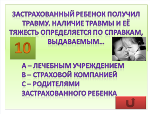 ЗАСТРАХОВАННЫЙ РЕБЕНОК ПОЛУЧИЛ
ТРАВМУ. НАЛИЧИЕ ТРАВМЫ И ЕЁ
ТЯЖЕСТЬ ОПРЕДЕЛЯЕТСЯ ПО СПРАВКАМ,
ВЫДАВАЕМЫМ...
10
А – ЛЕЧЕБНЫМ УЧРЕЖДЕНИЕМ
В – СТРАХОВОЙ КОМПАНИЕЙ
С – РОДИТЕЛЯМИ
ЗАСТРАХОВАННОГО РЕБЕНКА